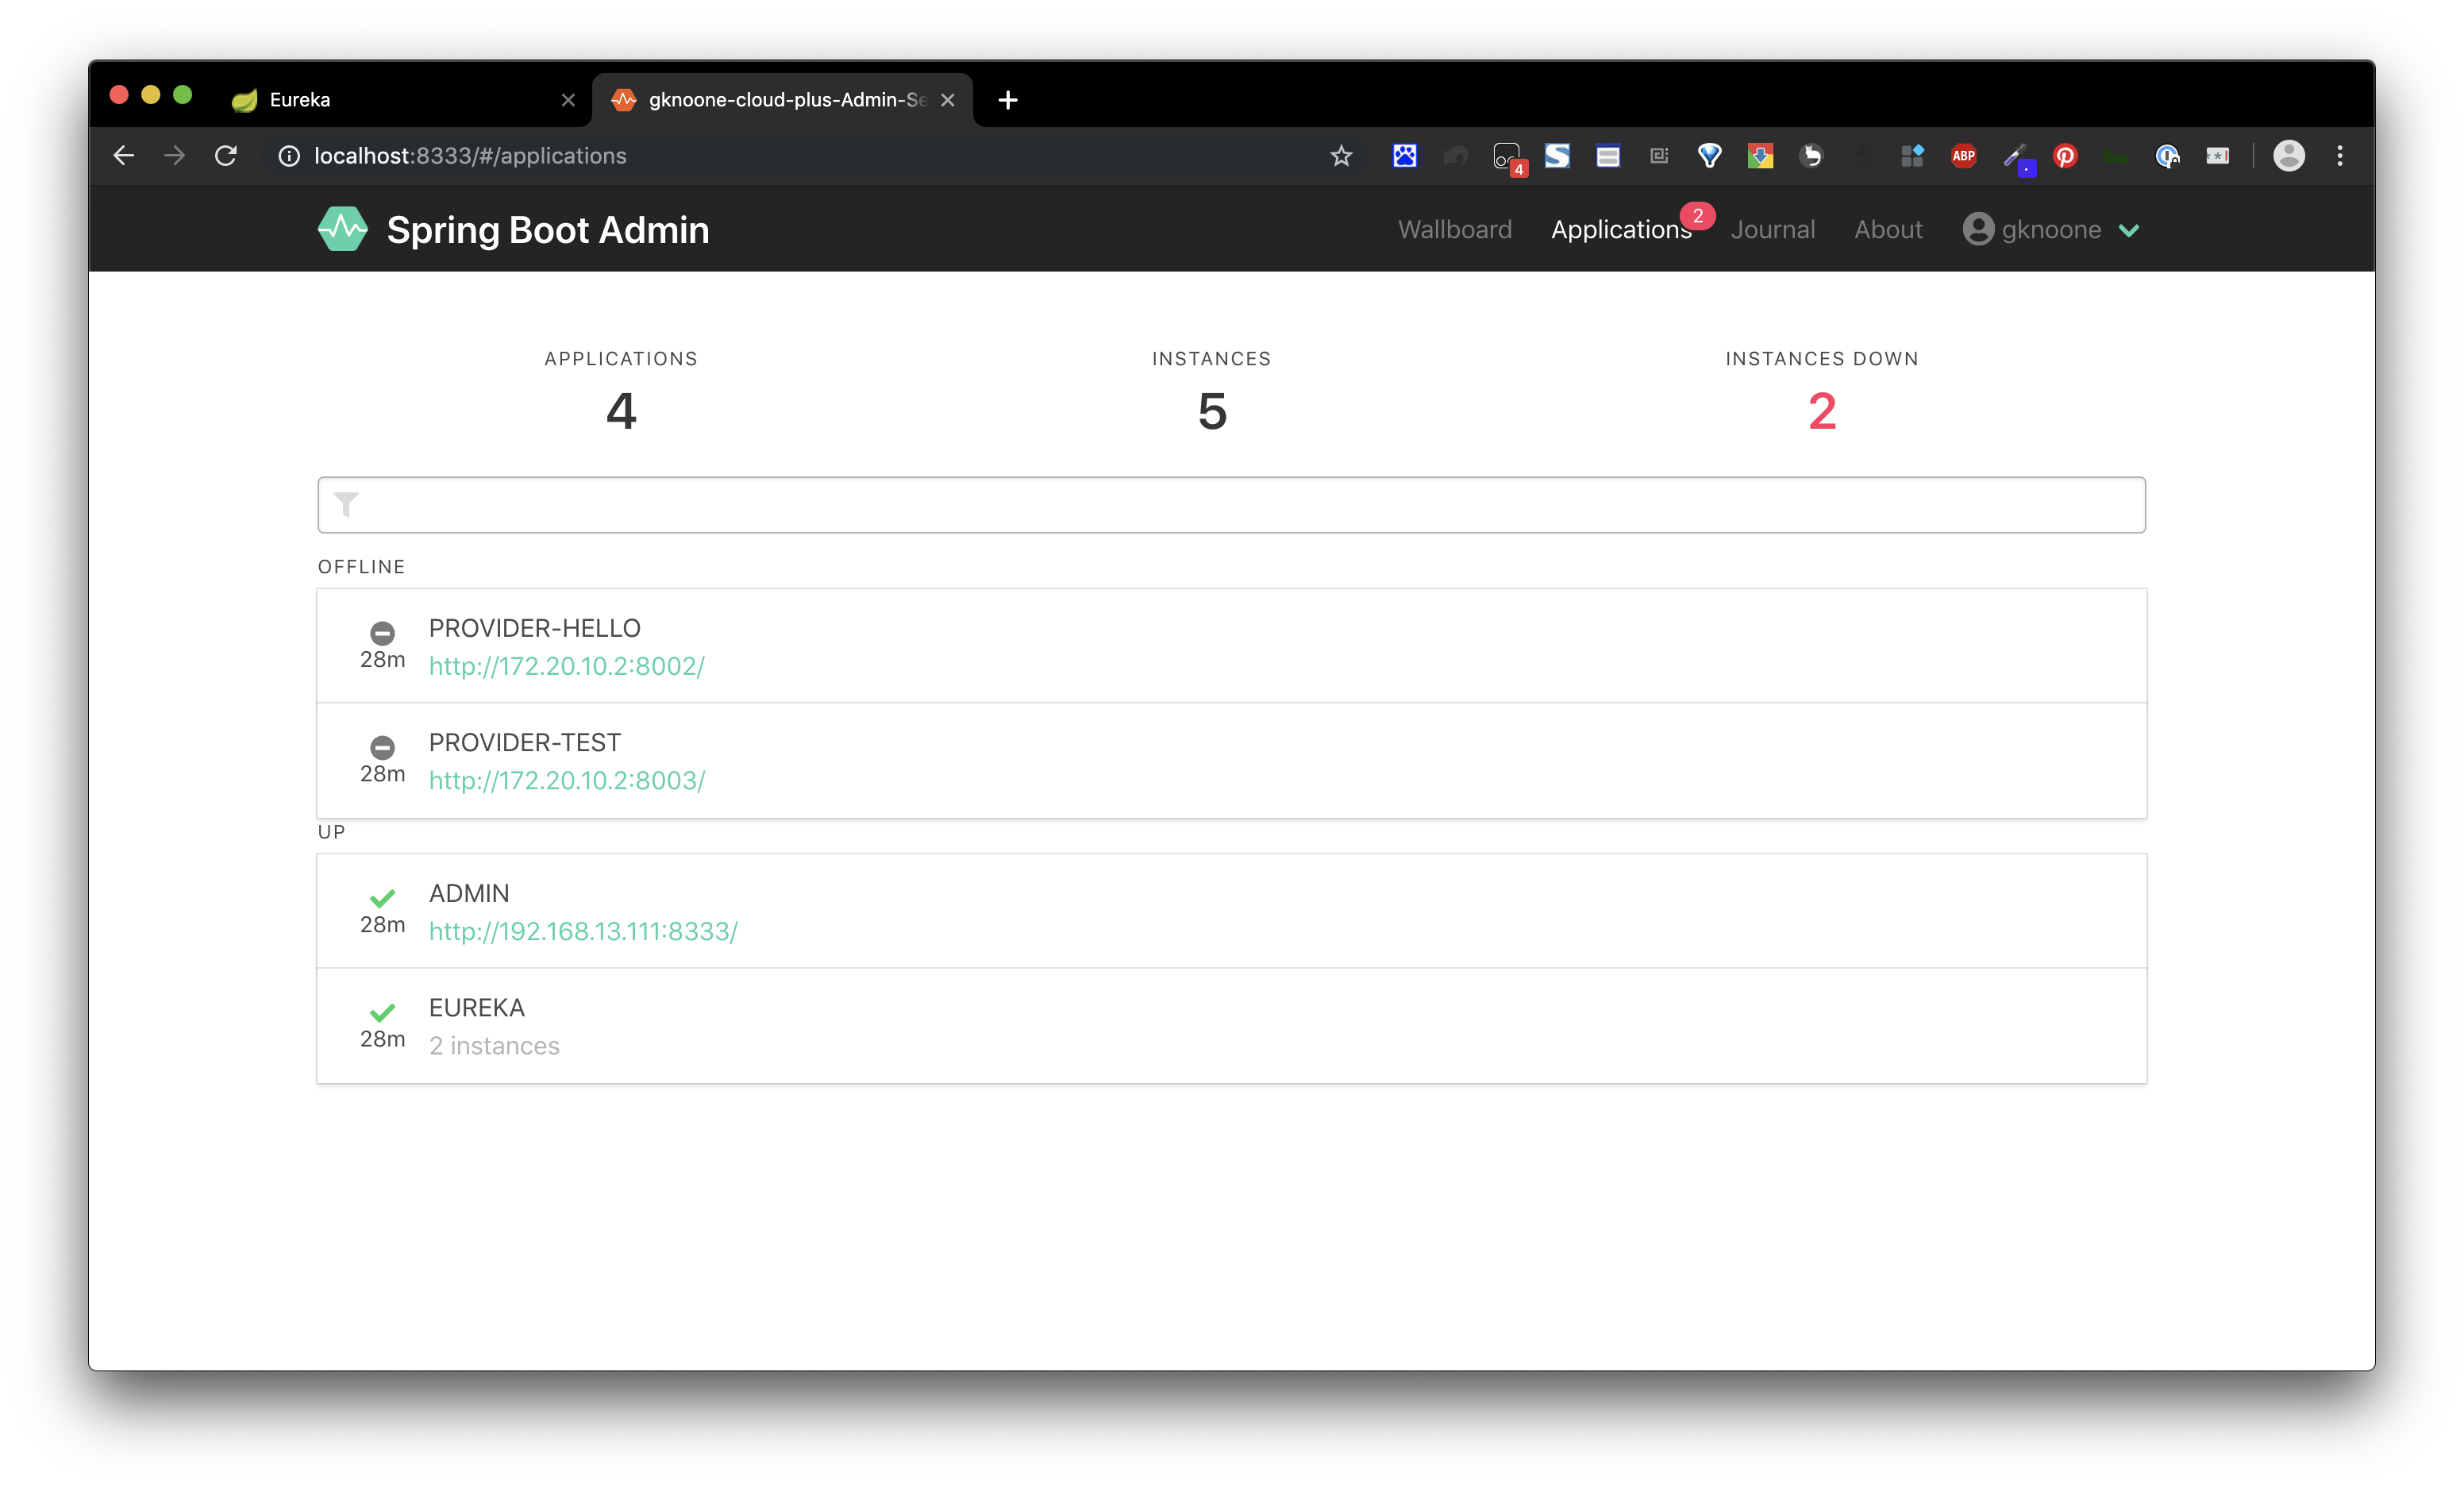 Eureka
gknoone-cloud-plus-Admin-Se
localhost:8333/#/applications
4
ABP
Spring Boot Admin
Wallboard
Applications
2
Journal
About
gknoone
APPLICATIONS
4
INSTANCES
5
INSTANCES DOWN
2
OFFLINE
PROVIDER-HELLO
28m
http://172.20.10.2:8002/
PROVIDER-TEST
28m
http://172.20.10.2:8003/
UP
ADMIN
28m
http://192.168.13.111:8333/
EUREKA
28m
2 instances